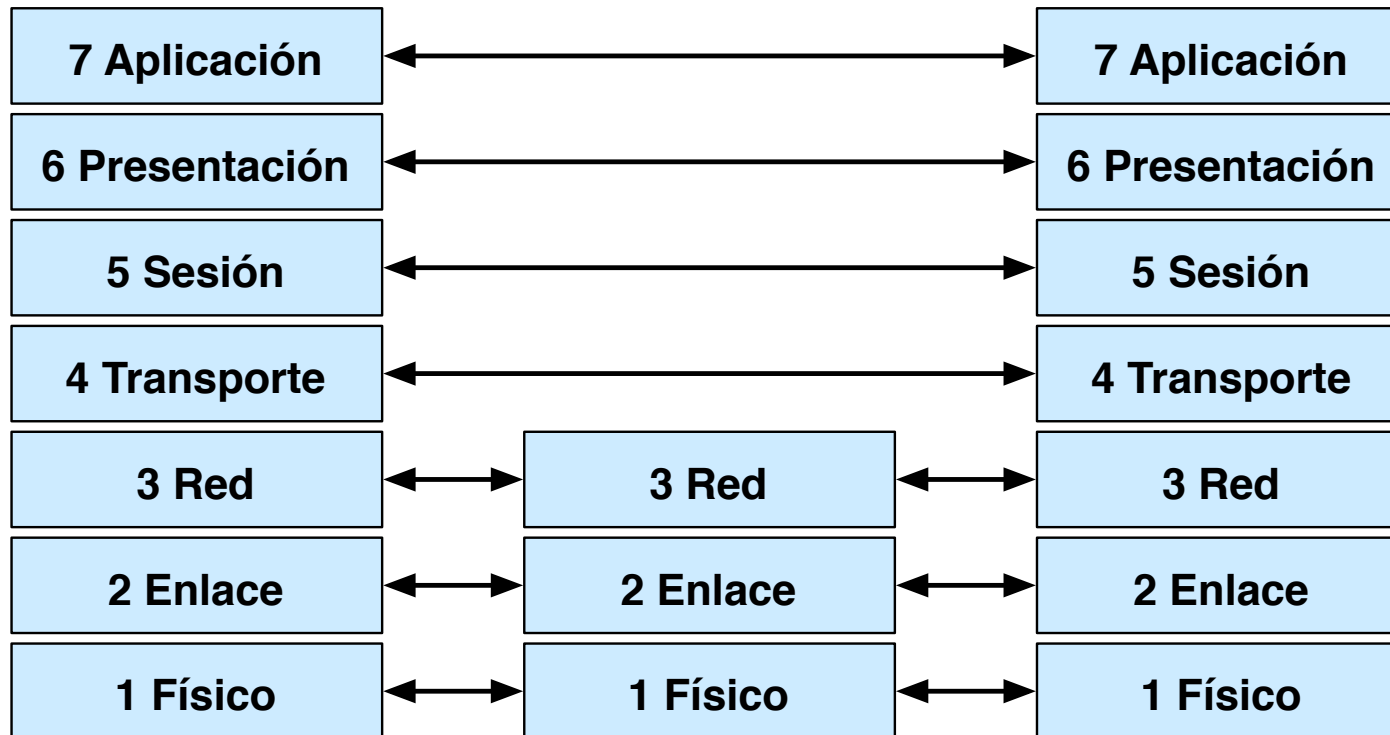 7 Aplicación
7 Aplicación
6 Presentación
6 Presentación
5 Sesión
5 Sesión
4 Transporte
4 Transporte
3 Red
3 Red
3 Red
2 Enlace
2 Enlace
2 Enlace
1 Físico
1 Físico
1 Físico